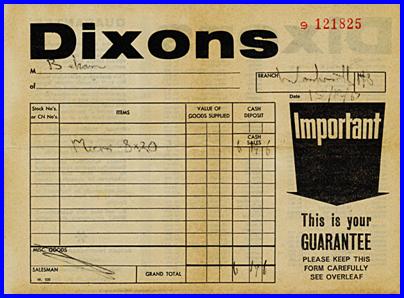 Dixons
9 121825
M
of
BRANCH
Date
Stock No's. or CN No's.
ITEMS
VALUE OF GOODS SUPPLIED
CASH DEPOSIT
CASH SALES
8x30
MISC. GOODS
SALESMAN
GRAND TOTAL
Important
This is your
GUARANTEE
PLEASE KEEP THIS
FORM CAREFULLY
SEE OVERLEAF